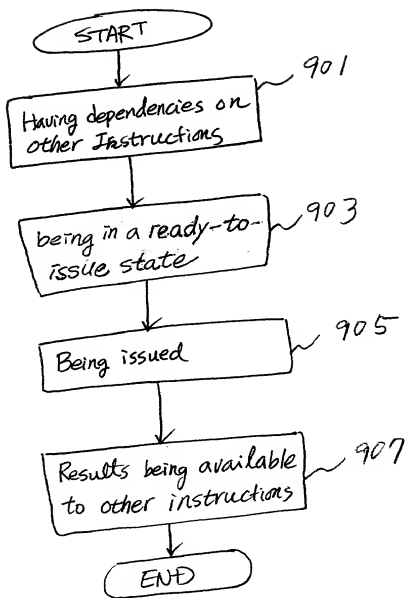 START
901
Having dependencies on
other Instructions
903
being in a ready-to-
issue state
905
Being issued
907
Results being available
to other instructions
END